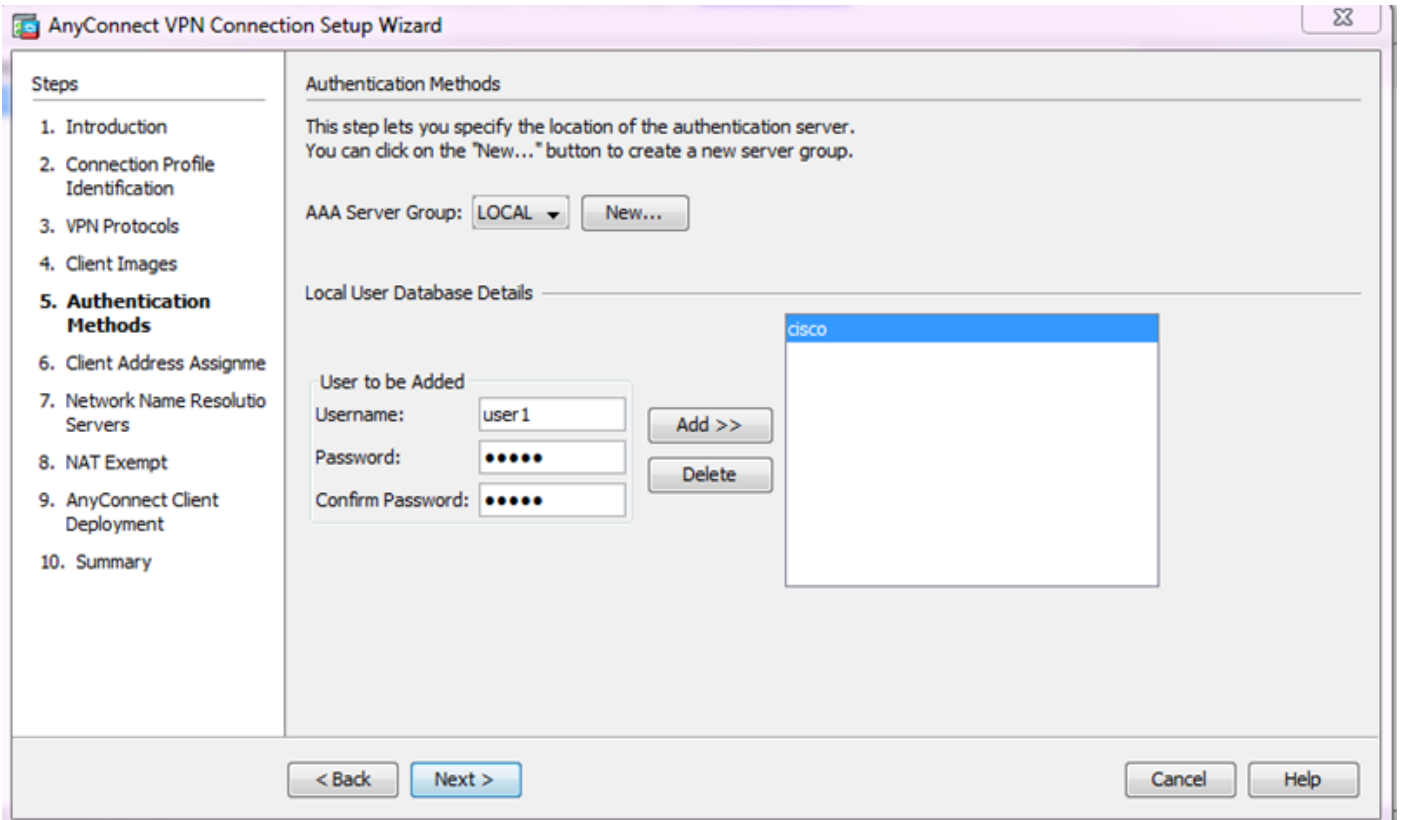 AnyConnect VPN Connection Setup Wizard
Steps
1. Introduction
2. Connection Profile
Identification
3. VPN Protocols
4. Client Images
5. Authentication
Methods
6. Client Address Assignme
7. Network Name Resolutio
Servers
8. NAT Exempt
9. AnyConnect Client
Deployment
10. Summary
Authentication Methods
This step lets you specify the location of the authentication server.
You can click on the "New..." button to create a new server group.
AAA Server Group: LOCAL New...
Local User Database Details
User to be Added
Username: user1
Password: •••••
Confirm Password: •••••
Add >>
Delete
cisco
< Back Next > Cancel Help